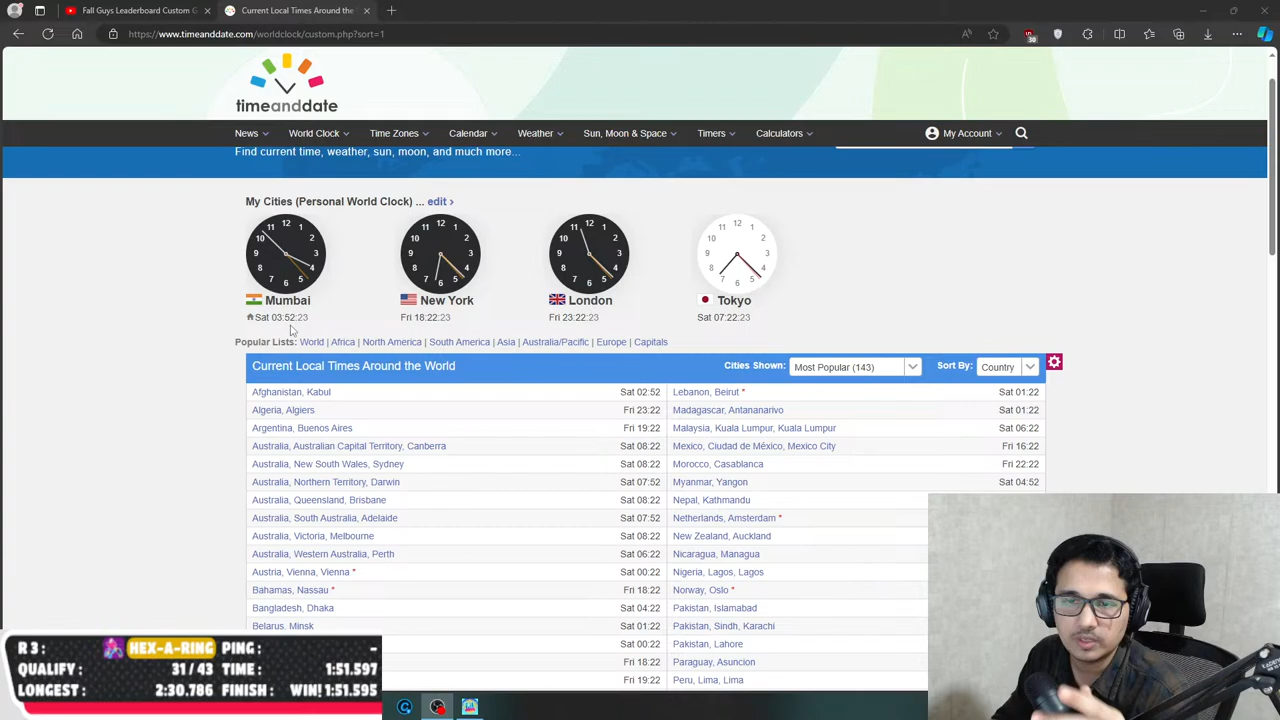 Fall Guys Leaderboard Custom G
Current Local Times Around the
https://www.timeanddate.com/worldclock/custom.php?sort=1
30
timeanddate
News
World Clock
Time Zones
Calendar
Weather
Sun, Moon & Space
Timers
Calculators
My Account
Find current time, weather, sun, moon, and much more...
My Cities (Personal World Clock) ... edit ›
Mumbai
New York
London
Tokyo
Sat 03:52:23
Fri 18:22:23
Fri 23:22:23
Sat 07:22:23
Popular Lists: World | Africa | North America | South America | Asia | Australia/Pacific | Europe | Capitals
Current Local Times Around the World
Cities Shown: Most Popular (143)
Sort By: Country
Afghanistan, Kabul Sat 02:52 Lebanon, Beirut * Sat 01:22
Algeria, Algiers Fri 23:22 Madagascar, Antananarivo Sat 01:22
Argentina, Buenos Aires Fri 19:22 Malaysia, Kuala Lumpur, Kuala Lumpur Sat 06:22
Australia, Australian Capital Territory, Canberra Sat 08:22 Mexico, Ciudad de México, Mexico City Fri 16:22
Australia, New South Wales, Sydney Sat 08:22 Morocco, Casablanca Fri 22:22
Australia, Northern Territory, Darwin Sat 07:52 Myanmar, Yangon Sat 04:52
Australia, Queensland, Brisbane Sat 08:22 Nepal, Kathmandu
Australia, South Australia, Adelaide Sat 07:52 Netherlands, Amsterdam *
Australia, Victoria, Melbourne Sat 08:22 New Zealand, Auckland
Australia, Western Australia, Perth Sat 06:22 Nicaragua, Managua
Austria, Vienna, Vienna * Sat 00:22 Nigeria, Lagos, Lagos
Bahamas, Nassau * Fri 18:22 Norway, Oslo *
Bangladesh, Dhaka Sat 04:22 Pakistan, Islamabad
Belarus, Minsk Sat 01:22 Pakistan, Sindh, Karachi
Sat 00:22 Pakistan, Lahore
Fri 18:22 Paraguay, Asuncion
Fri 19:22 Peru, Lima, Lima
R 3 : HEX-A-RING PING: -
QUALIFY: 31 / 43 TIME : 1:51.597
LONGEST: 2:30.786 FINISH: WIN! 1:51.595